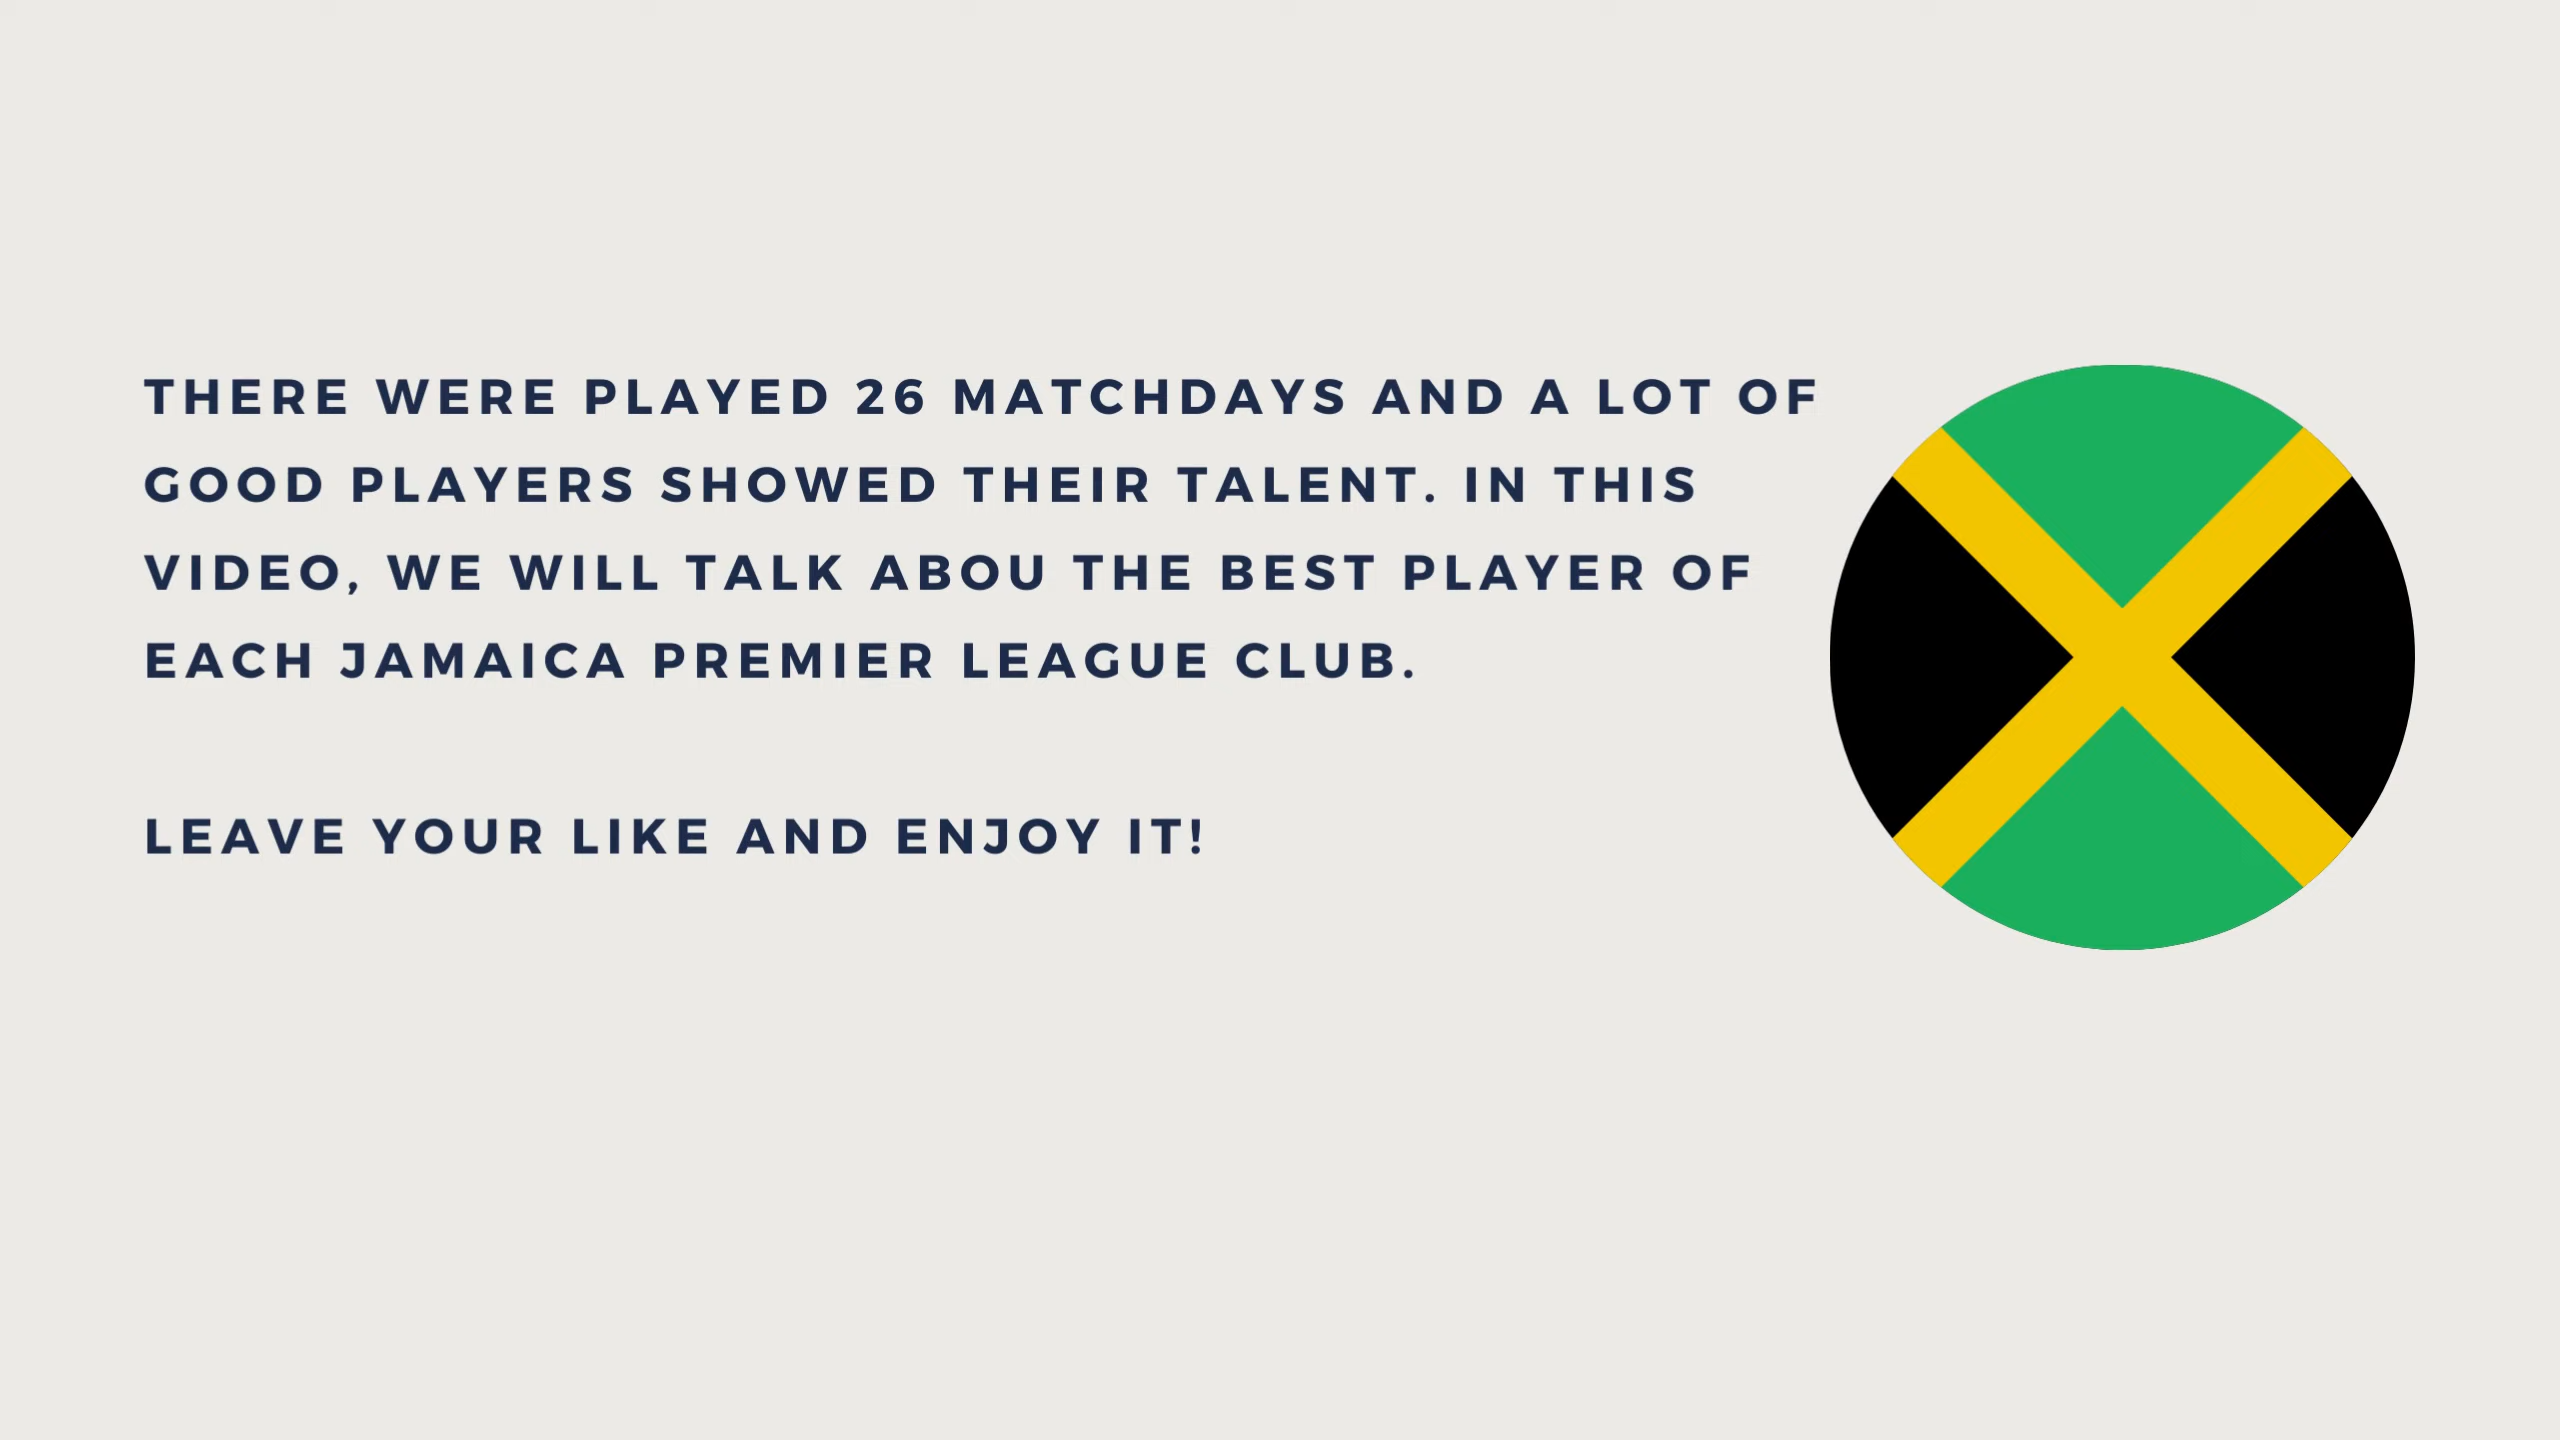 THERE WERE PLAYED 26 MATCHDAYS AND A LOT OF
GOOD PLAYERS SHOWED THEIR TALENT. IN THIS
VIDEO, WE WILL TALK ABOU THE BEST PLAYER OF
EACH JAMAICA PREMIER LEAGUE CLUB.
LEAVE YOUR LIKE AND ENJOY IT!